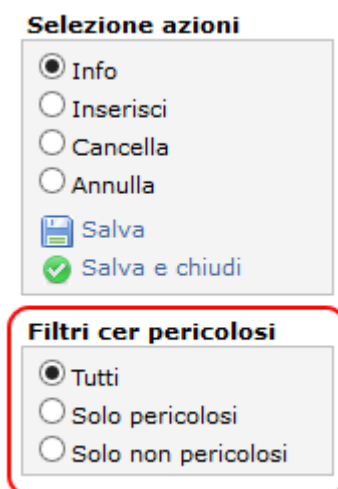 Selezione azioni
Info
Inserisci
Cancella
Annulla
Salva
Salva e chiudi
Filtri cer pericolosi
Tutti
Solo pericolosi
Solo non pericolosi